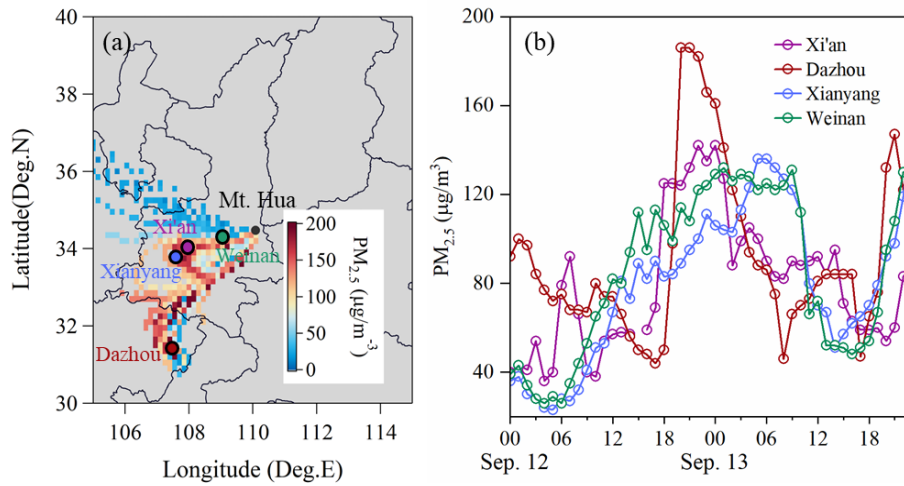 (a)
40
38
36
34
32
30
Latitude(Deg.N)
106 108 110 112 114
Longitude (Deg.E)
Mt. Hua
Xi'an
Weinan
Xianyang
Dazhou
200
150
100
50
0
PM2.5 (μg/m-3)
(b)
Xi'an
Dazhou
Xianyang
Weinan
200
160
120
80
40
PM2.5 (μg/m3)
00 06 12 18 00 06 12 18
Sep. 12 Sep. 13